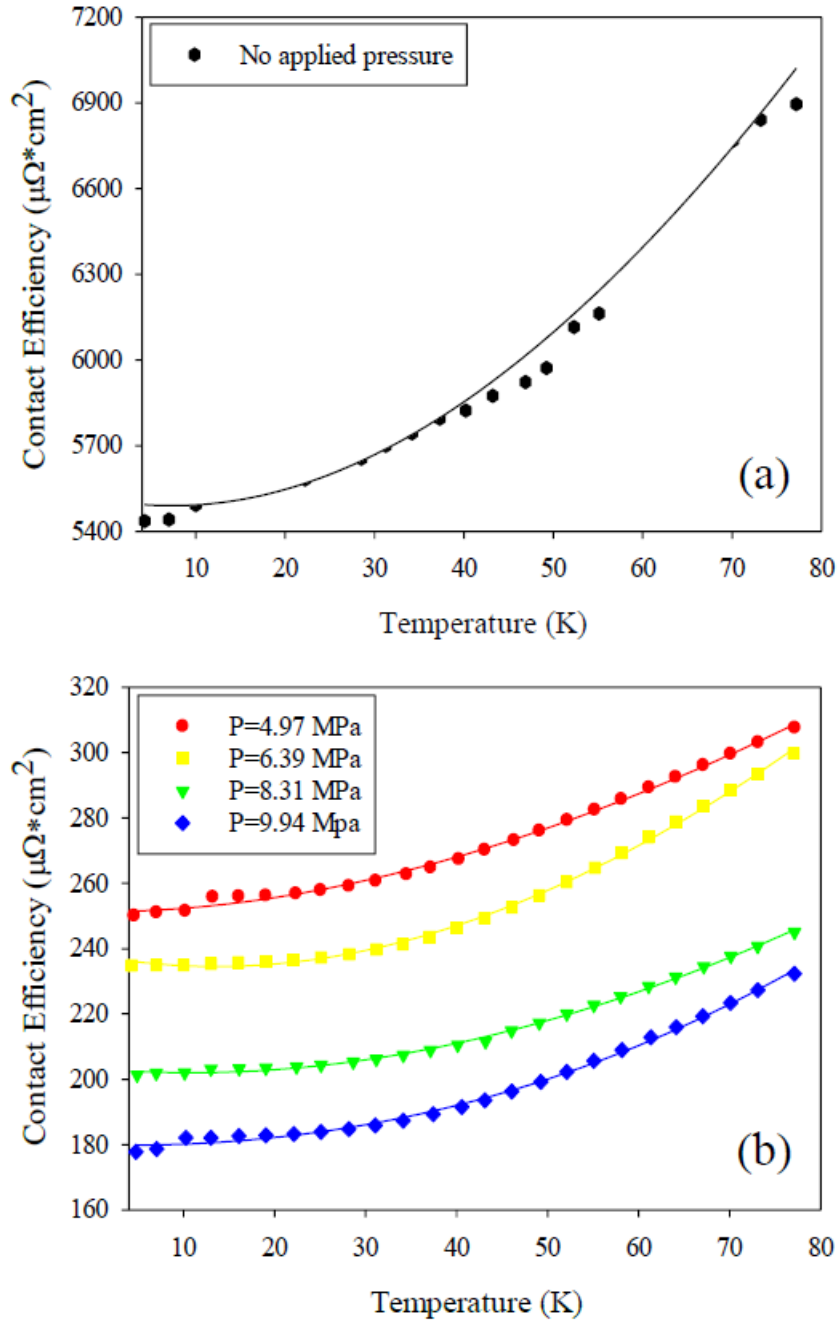 7200
6900
6600
6300
6000
5700
5400
Contact Efficiency (μΩ*cm²)
No applied pressure
(a)
10 20 30 40 50 60 70 80
Temperature (K)
320
300
280
260
240
220
200
180
160
Contact Efficiency (μΩ*cm²)
P=4.97 MPa
P=6.39 MPa
P=8.31 MPa
P=9.94 Mpa
(b)
10 20 30 40 50 60 70 80
Temperature (K)